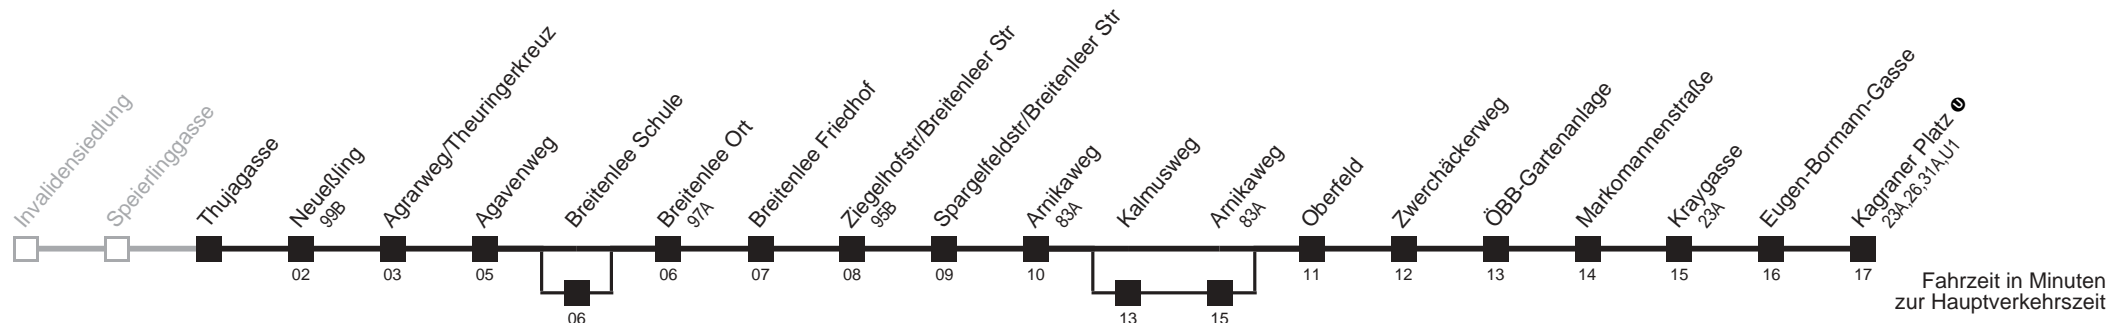 Invalidensiedlung
Speierlinggasse
Thujagasse
Neueßling
99B
02
Agrarweg/Theuringerkreuz
03
Agavenweg
05
Breitenlee Schule
06
Breitenlee Ort
97A
06
Breitenlee Friedhof
07
Ziegelhofstr/Breitenleer Str
95B
08
Spargelfeldstr/Breitenleer Str
09
Arnikaweg
83A
10
Kalmusweg
13
Arnikaweg
83A
15
Oberfeld
11
Zwerchäckerweg
12
ÖBB-Gartenanlage
13
Markomannenstraße
14
Kraygasse
23A
15
Eugen-Bormann-Gasse
16
Kagraner Platz U
23A,26,31A,U1
17
Fahrzeit in Minuten
zur Hauptverkehrszeit